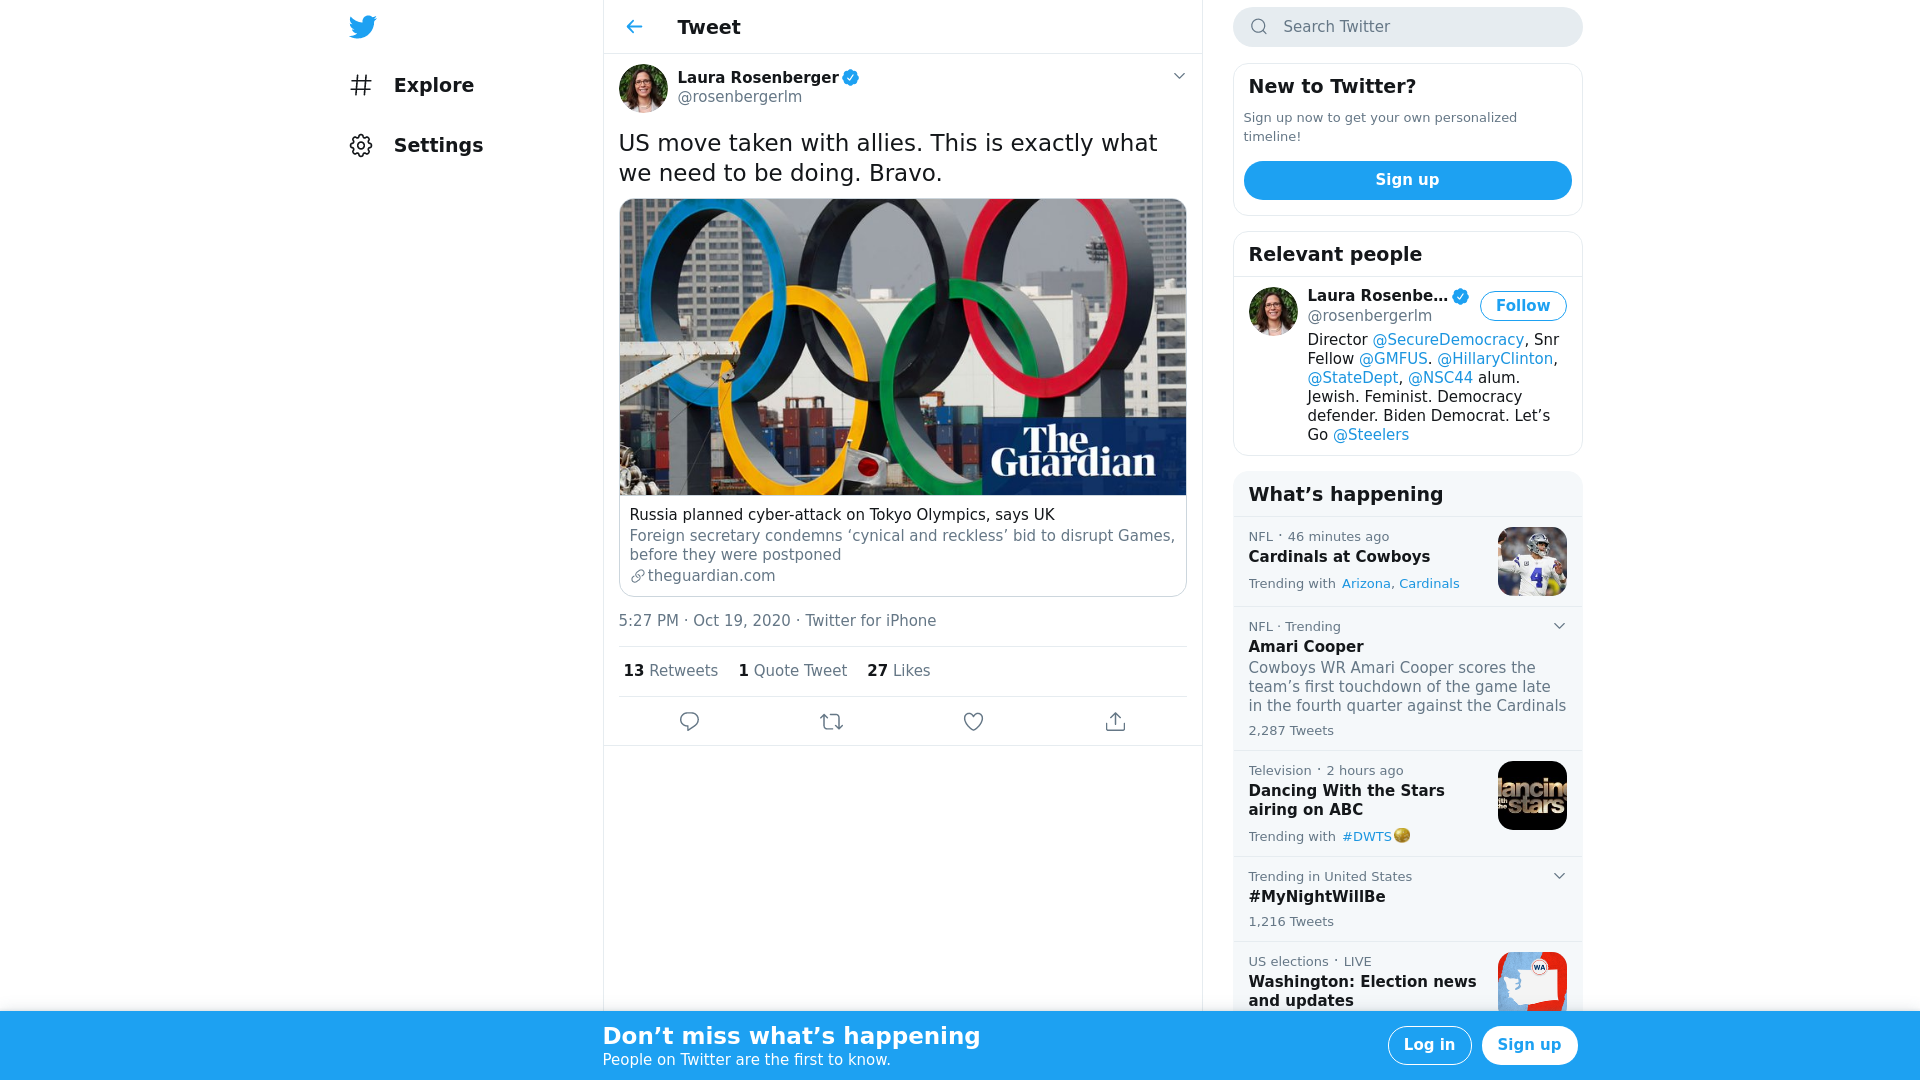 Tweet
Search Twitter
Explore
Settings
Laura Rosenberger
@rosenbergerlm
US move taken with allies. This is exactly what
we need to be doing. Bravo.
The
Guardian
Russia planned cyber-attack on Tokyo Olympics, says UK
Foreign secretary condemns ‘cynical and reckless’ bid to disrupt Games,
before they were postponed
theguardian.com
5:27 PM · Oct 19, 2020 · Twitter for iPhone
13 Retweets 1 Quote Tweet 27 Likes
New to Twitter?
Sign up now to get your own personalized
timeline!
Sign up
Relevant people
Laura Rosenbe...
@rosenbergerlm
Follow
Director @SecureDemocracy, Snr
Fellow @GMFUS. @HillaryClinton,
@StateDept, @NSC44 alum.
Jewish. Feminist. Democracy
defender. Biden Democrat. Let’s
Go @Steelers
What’s happening
NFL · 46 minutes ago
Cardinals at Cowboys
Trending with Arizona, Cardinals
4
NFL · Trending
Amari Cooper
Cowboys WR Amari Cooper scores the
team’s first touchdown of the game late
in the fourth quarter against the Cardinals
2,287 Tweets
Television · 2 hours ago
Dancing With the Stars
airing on ABC
Trending with #DWTS
dancing
with the
stars
Trending in United States
#MyNightWillBe
1,216 Tweets
US elections · LIVE
Washington: Election news
and updates
WA
Don’t miss what’s happening
People on Twitter are the first to know.
Log in
Sign up